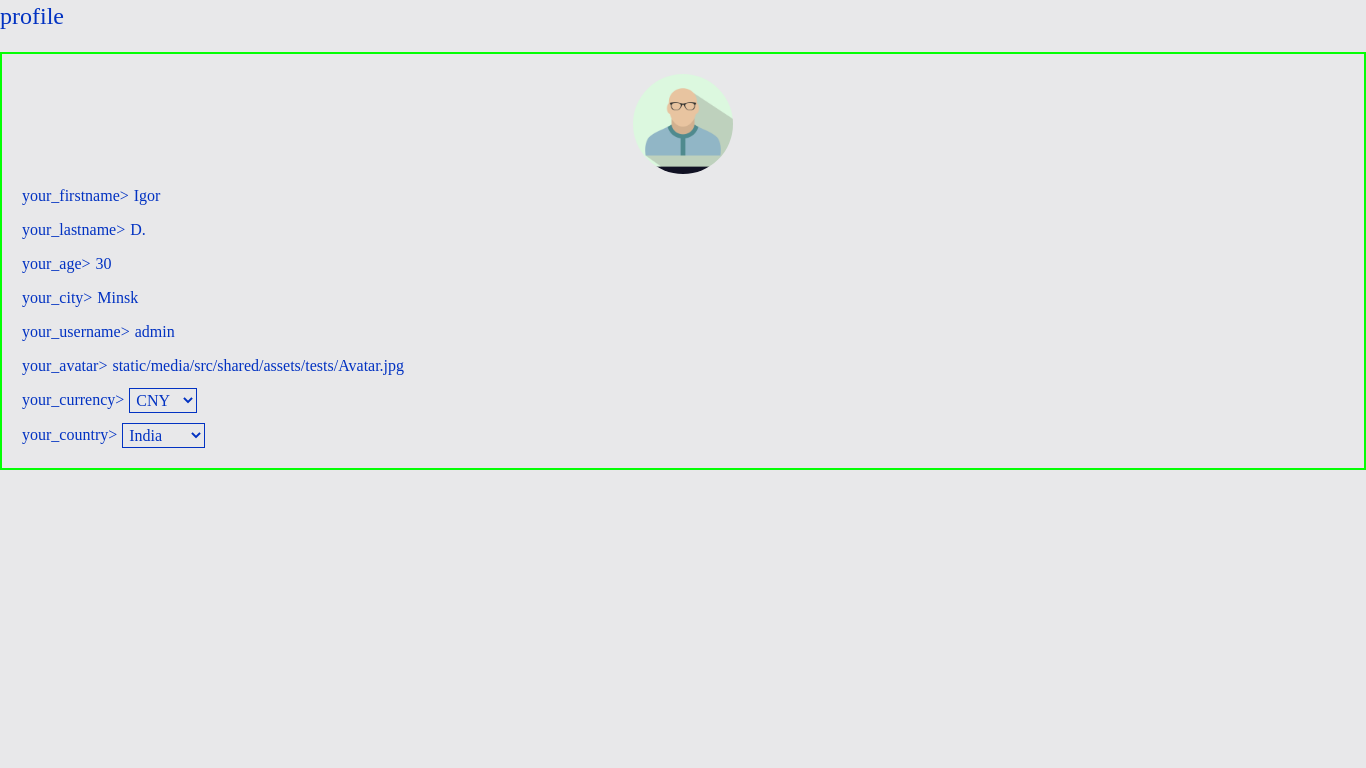 profile
your_firstname> Igor
your_lastname> D.
your_age> 30
your_city> Minsk
your_username> admin
your_avatar> static/media/src/shared/assets/tests/Avatar.jpg
your_currency> CNY
your_country> India